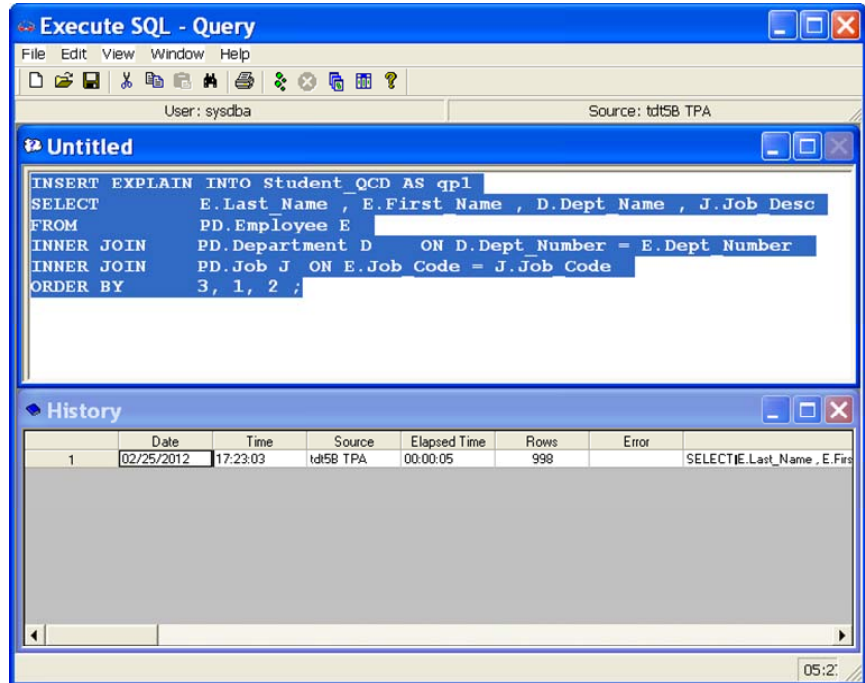 Execute SQL - Query
File Edit View Window Help
User: sysdba Source: tdt5B TPA
Untitled
INSERT EXPLAIN INTO Student_QCD AS qp1
SELECT E.Last_Name , E.First_Name , D.Dept_Name , J.Job_Desc
FROM PD.Employee E
INNER JOIN PD.Department D ON D.Dept_Number = E.Dept_Number
INNER JOIN PD.Job J ON E.Job_Code = J.Job_Code
ORDER BY 3, 1, 2 ;
History
Date Time Source Elapsed Time Rows Error
1 02/25/2012 17:23:03 tdt5B TPA 00:00:05 998 SELECT E.Last_Name , E.Firs
05:2